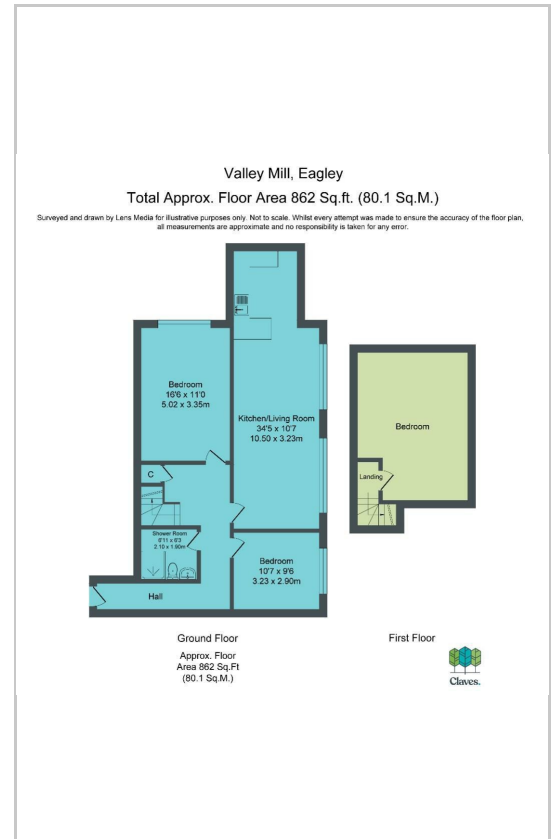 Valley Mill, Eagley
Total Approx. Floor Area 862 Sq.ft. (80.1 Sq.M.)
Surveyed and drawn by Lens Media for illustrative purposes only. Not to scale. Whilst every attempt was made to ensure the accuracy of the floor plan,
all measurements are approximate and no responsibility is taken for any error.
Bedroom
16'6 x 11'0
5.02 x 3.35m
Kitchen/Living Room
34'5 x 10'7
10.50 x 3.23m
Bedroom
C
Landing
Shower Room
2.10 x 1.90m
Bedroom
10'7 x 9'6
3.23 x 2.90m
Hall
Ground Floor
Approx. Floor
Area 862 Sq.Ft
(80.1 Sq.M.)
First Floor
Claves.